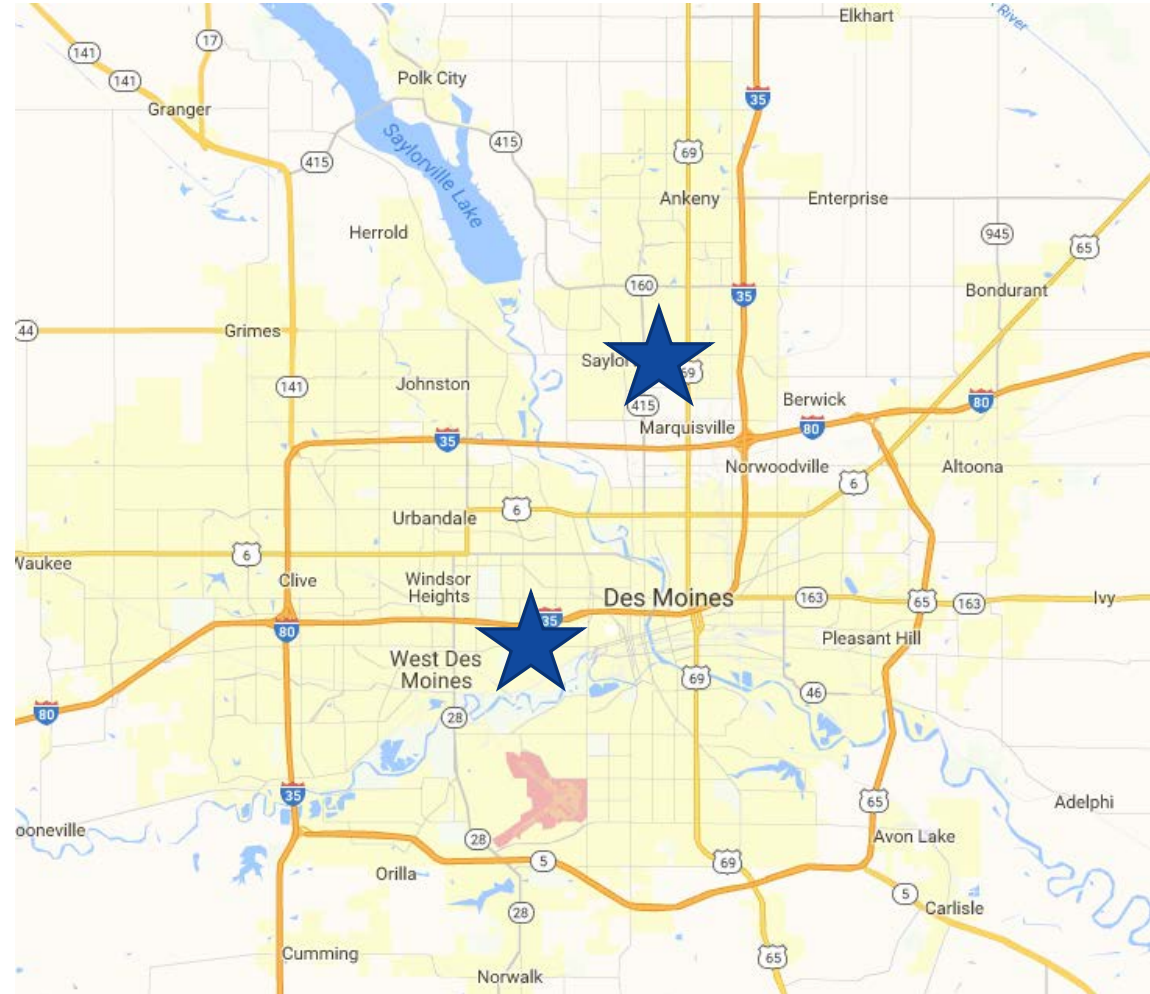 Elkhart
River
17
141
Polk City
141
35
Granger
415
415
Saylorville Lake
69
Ankeny
Enterprise
Herrold
945
65
160
35
Bondurant
44
Grimes
Saylor
69
141
Johnston
Berwick
80
415
80
Marquisville
35
Norwoodville
Altoona
6
6
Urbandale
6
Waukee
Clive
Windsor
Heights
Des Moines
163
65
163
Ivy
35
80
Pleasant Hill
West Des
Moines
69
46
80
28
35
65
Adelphi
ooneville
28
Avon Lake
5
69
Orilla
5
28
Carlisle
Cumming
65
Norwalk